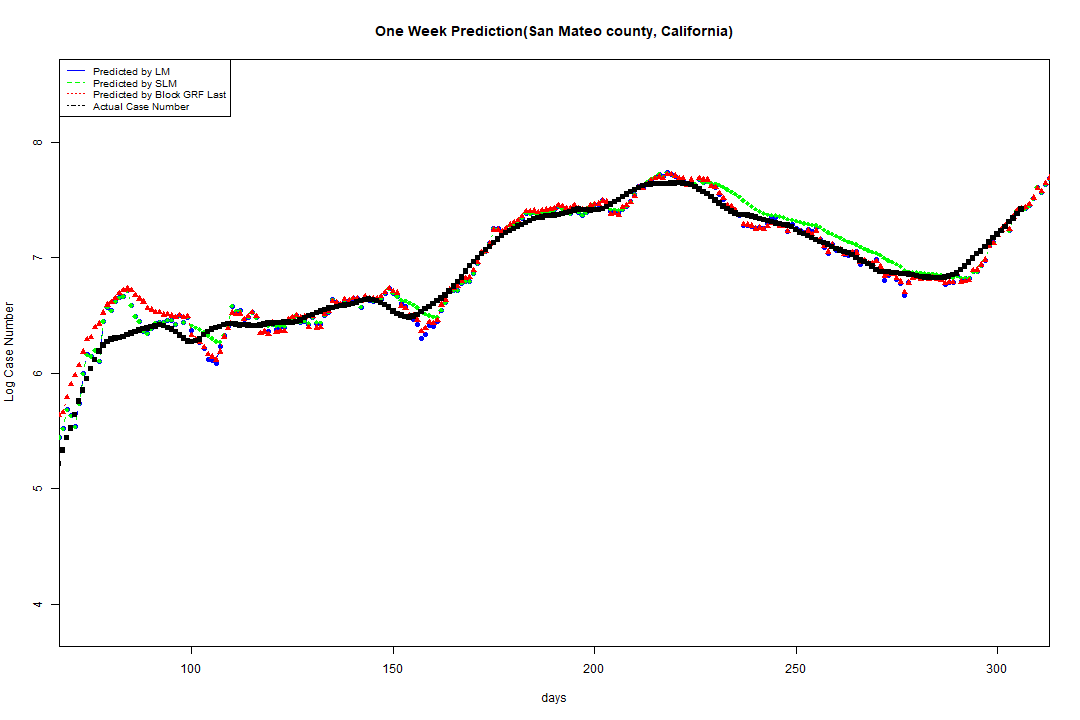 One Week Prediction(San Mateo county, California)
Predicted by LM
Predicted by SLM
Predicted by Block GRF Last
Actual Case Number
8
7
6
5
4
Log Case Number
100 150 200 250 300
days